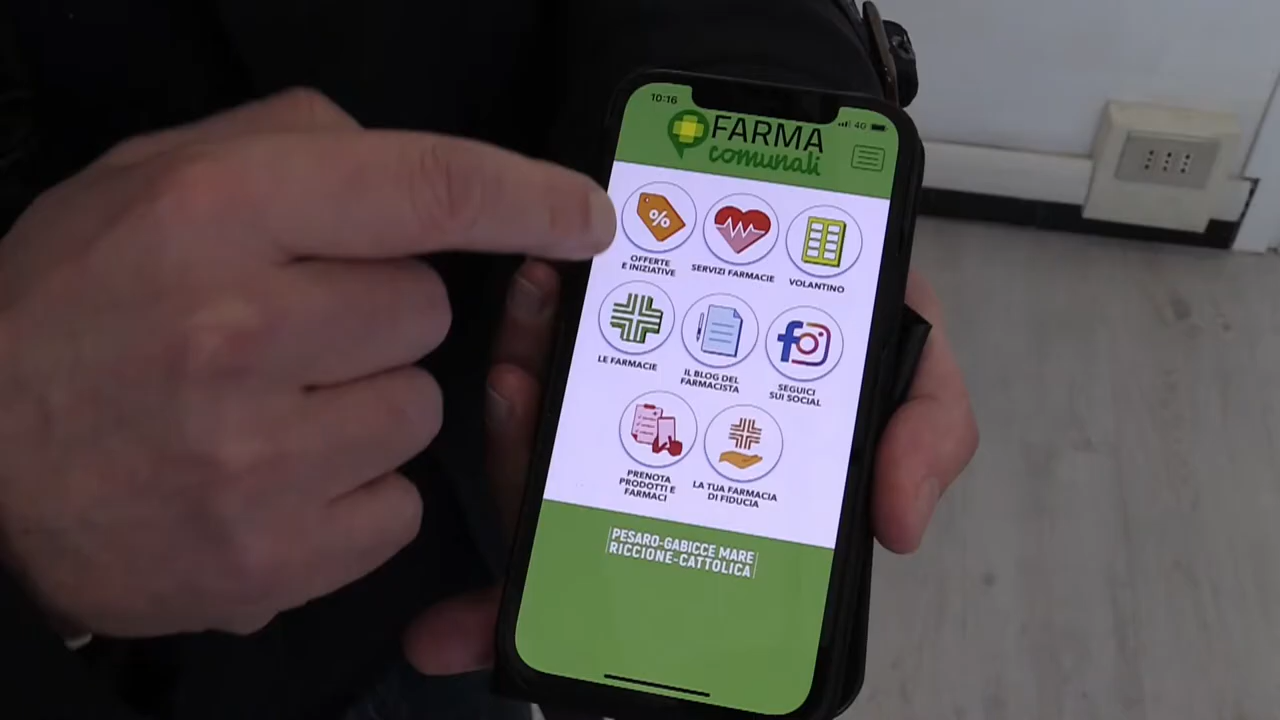 10:16
4G
FARMA
comunali
%
OFFERTE
E INIZIATIVE
SERVIZI FARMACIE
VOLANTINO
LE FARMACIE
IL BLOG DEL
FARMACISTA
SEGUICI
SUI SOCIAL
PRENOTA
PRODOTTI E
FARMACI
LA TUA FARMACIA
DI FIDUCIA
PESARO-GABICCE MARE
RICCIONE-CATTOLICA